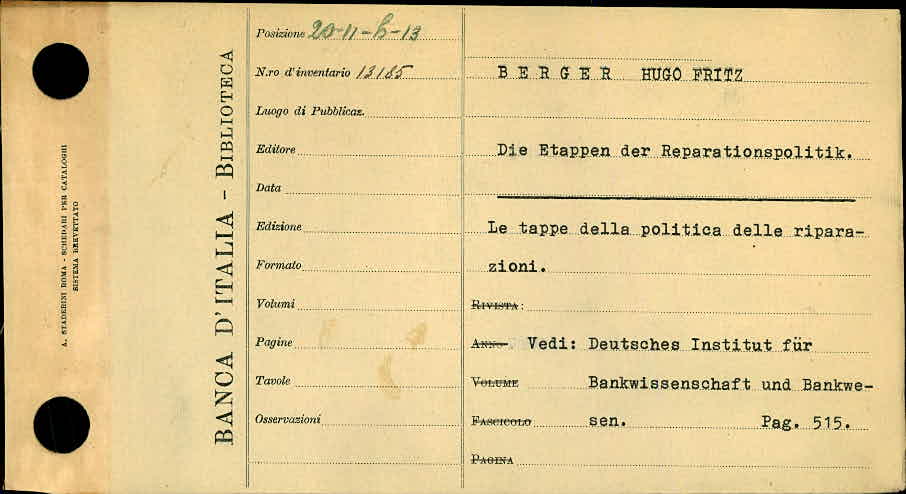 A. STADERINI ROMA - SCHEDARI PER CATALOGHI
SISTEMA BREVETTATO
BANCA D'ITALIA - BIBLIOTECA
Posizione 20-11-b-13
N.ro d'inventario 13185
Luogo di Pubblicaz.
Editore
Data
Edizione
Formato
Volumi
Pagine
Tavole
Osservazioni
BERGER HUGO FRITZ
Die Etappen der Reparationspolitik.
Le tappe della politica delle ripara-
zioni.
RIVISTA:
ANNO Vedi: Deutsches Institut für
VOLUME Bankwissenschaft und Bankwe-
FASCICOLO sen. Pag. 515.
PAGINA